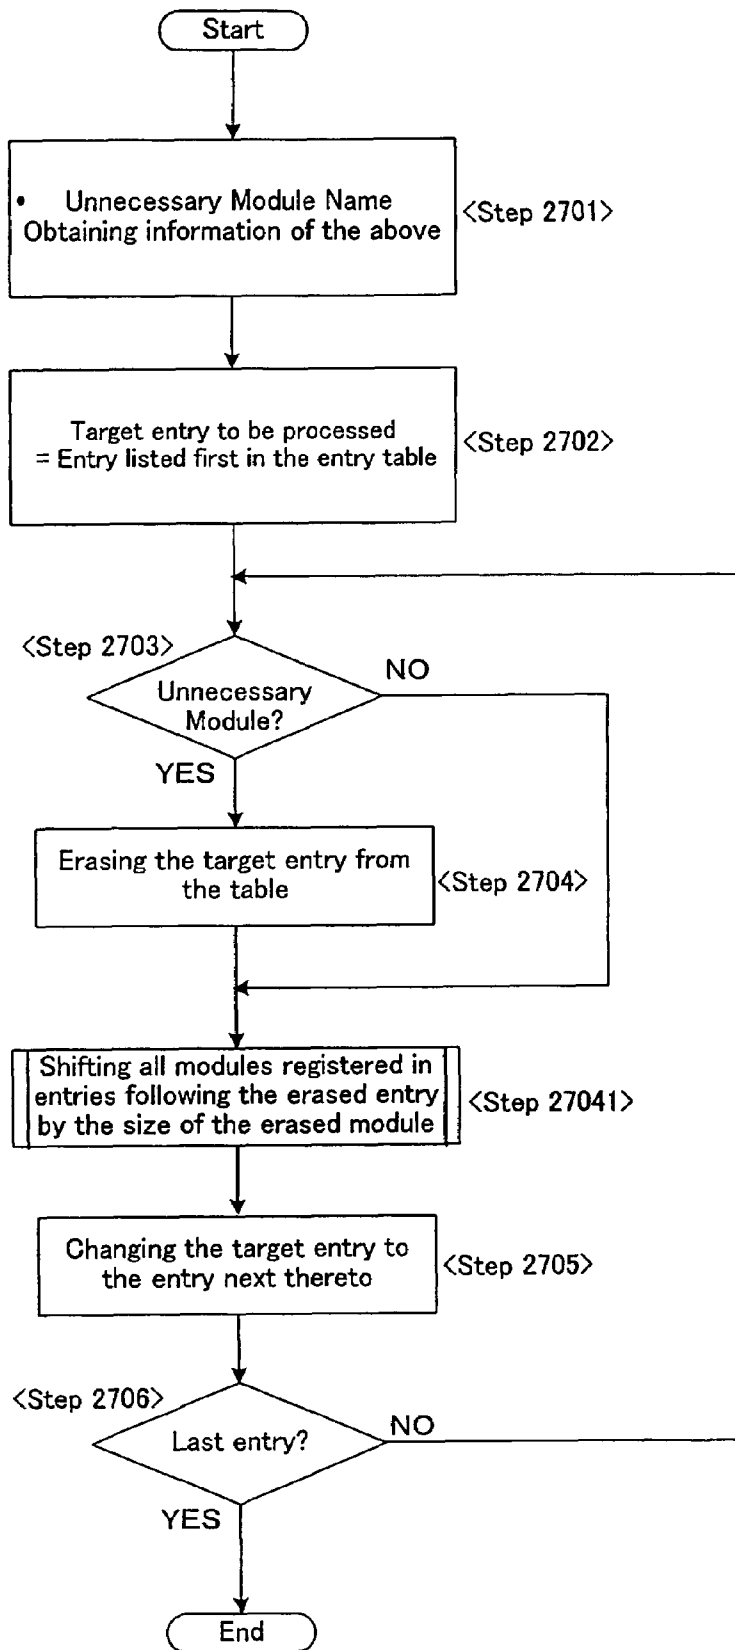 Start
• Unnecessary Module Name
Obtaining information of the above
<Step 2701>
Target entry to be processed
= Entry listed first in the entry table
<Step 2702>
<Step 2703>
Unnecessary
Module?
NO
YES
Erasing the target entry from
the table
<Step 2704>
Shifting all modules registered in
entries following the erased entry
by the size of the erased module
<Step 27041>
Changing the target entry to
the entry next thereto
<Step 2705>
<Step 2706>
Last entry?
NO
YES
End